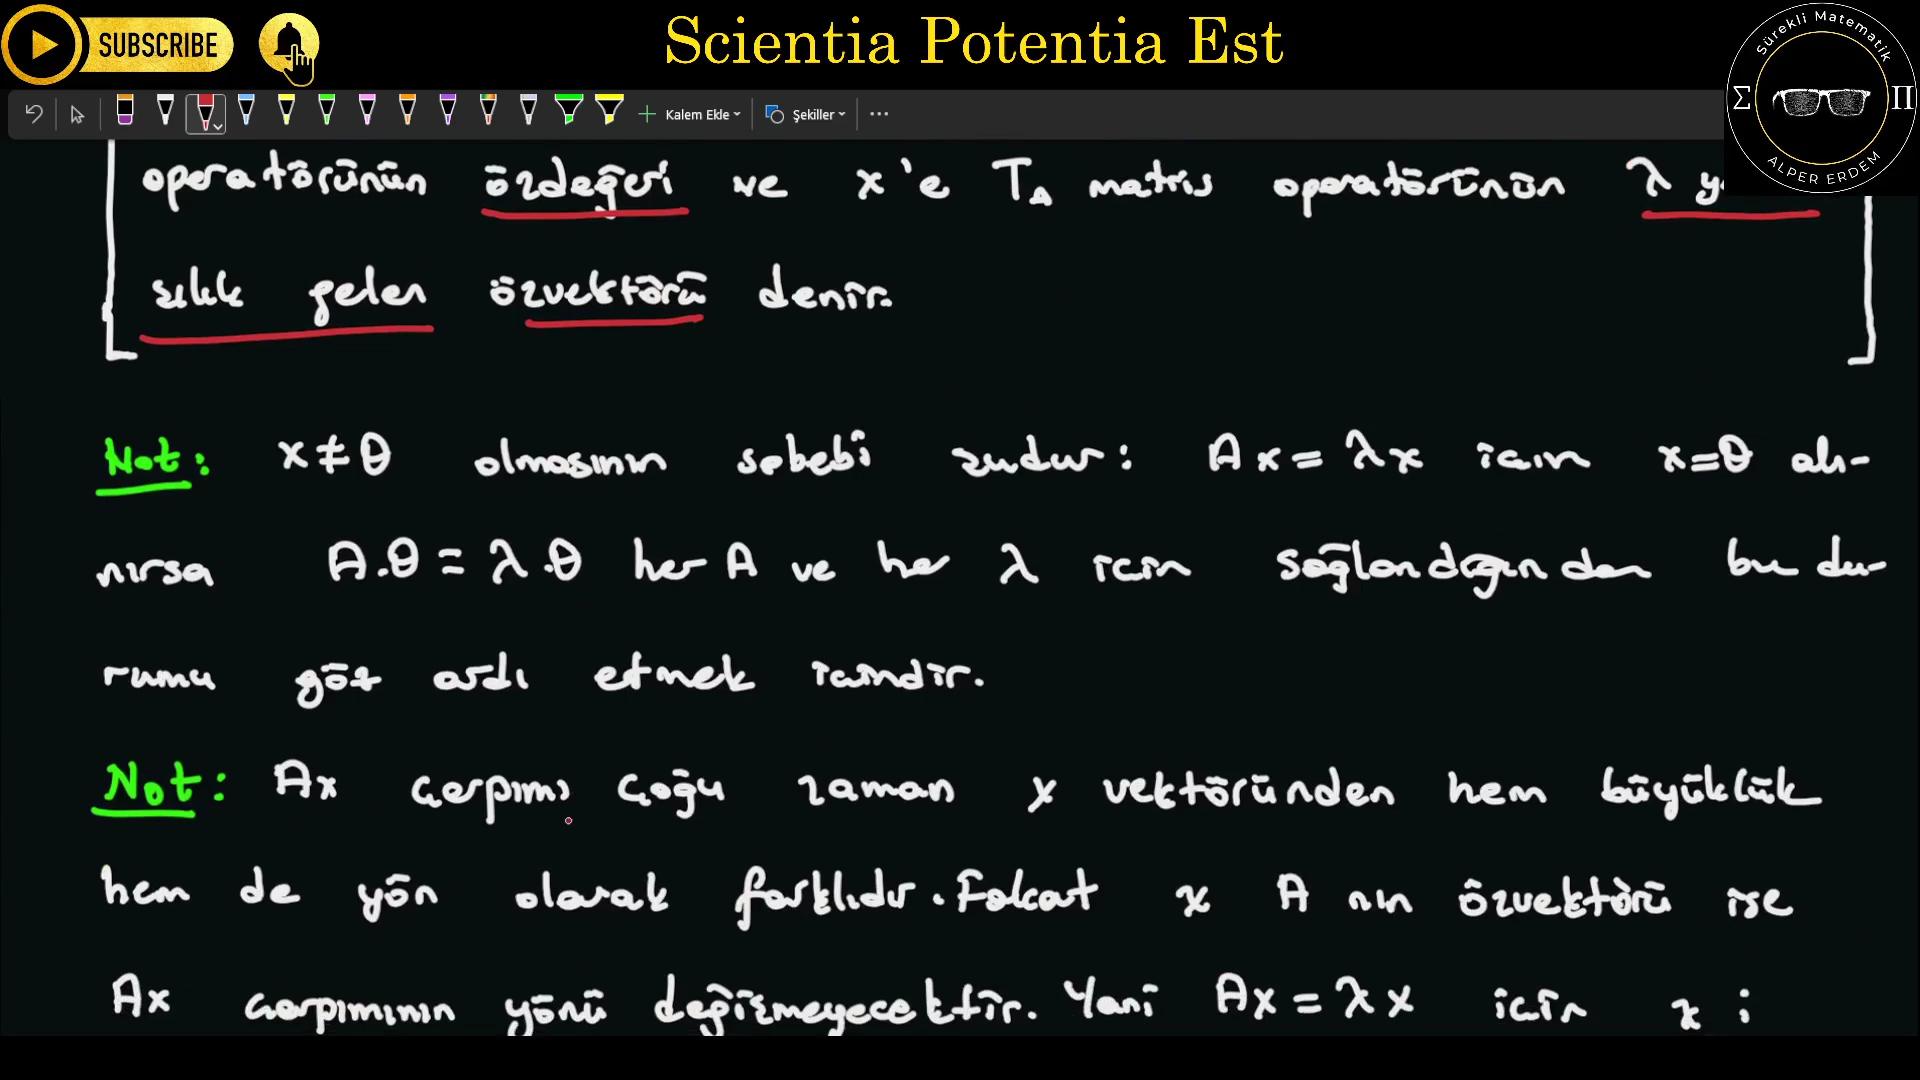 SUBSCRIBE
Scientia Potentia Est
Sürekli Matematik
Σ Π
ALPER ERDEM
Kalem Ekle
Şekiller
operatörünün özdeğeri ve x'e T_A matris operatörünün λ
sılık gelen özvektörü denir.
Not: x≠θ olmasının sebebi şudur: Ax=λx için x=θ alı-
nırsa A.θ=λ.θ her A ve her λ için sağlandığından bu du-
rumu göz ardı etmek içindir.
Not: Ax çarpımı çoğu zaman x vektöründen hem büyüklük
hem de yön olarak farklıdır. Fakat x A nın özvektörü ise
Ax çarpımının yönü değişmeyecektir. Yani Ax=λx için x i